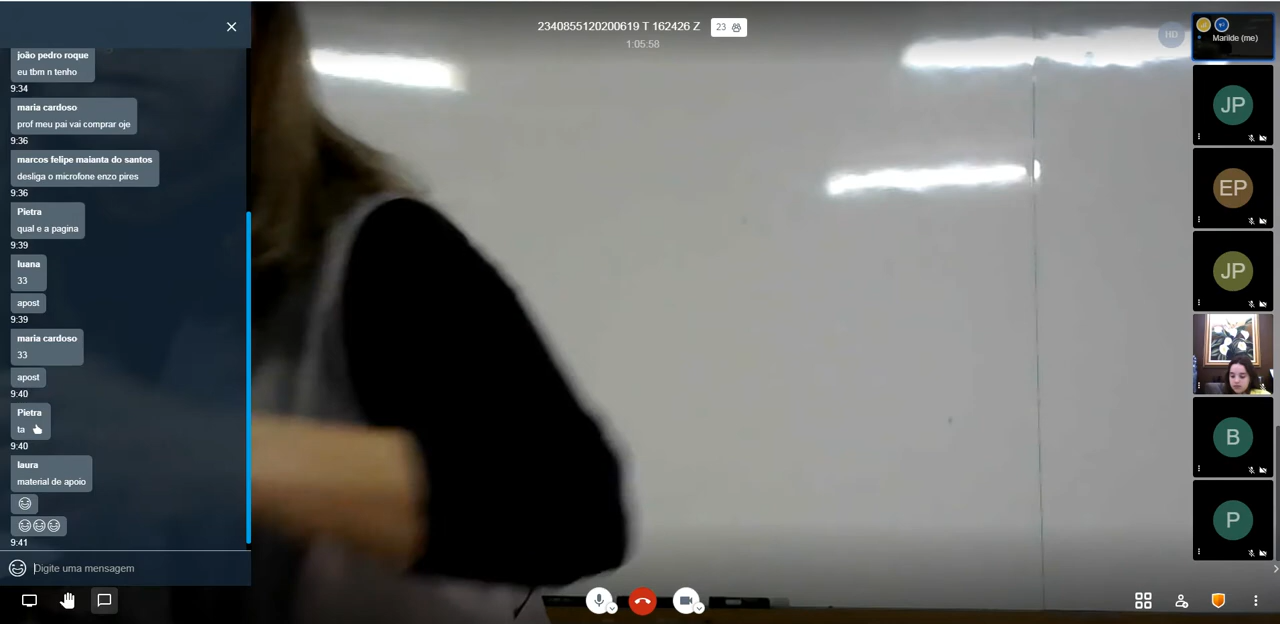 joão pedro roque
eu tbm n tenho
9:34
maria cardoso
prof meu pai vai comprar oje
9:36
marcos felipe maianta do santos
desliga o microfone enzo pires
9:36
Pietra
qual e a pagina
9:39
luana
33
apost
9:39
maria cardoso
33
apost
9:40
Pietra
ta
9:40
laura
material de apoio
9:41
Digite uma mensagem
2340855120200619 T 162426 Z
23
1:05:58
HD
Marilde (me)
JP
EP
JP
B
P